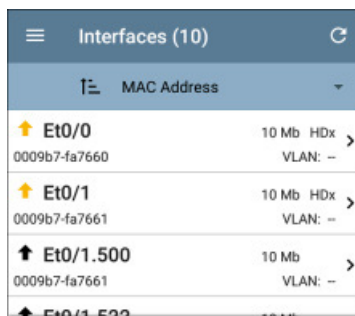 Interfaces (10)
MAC Address
Et0/0 10 Mb HDx
0009b7-fa7660 VLAN: --
Et0/1 10 Mb HDx
0009b7-fa7661 VLAN: --
Et0/1.500 10 Mb
0009b7-fa7661 VLAN: --